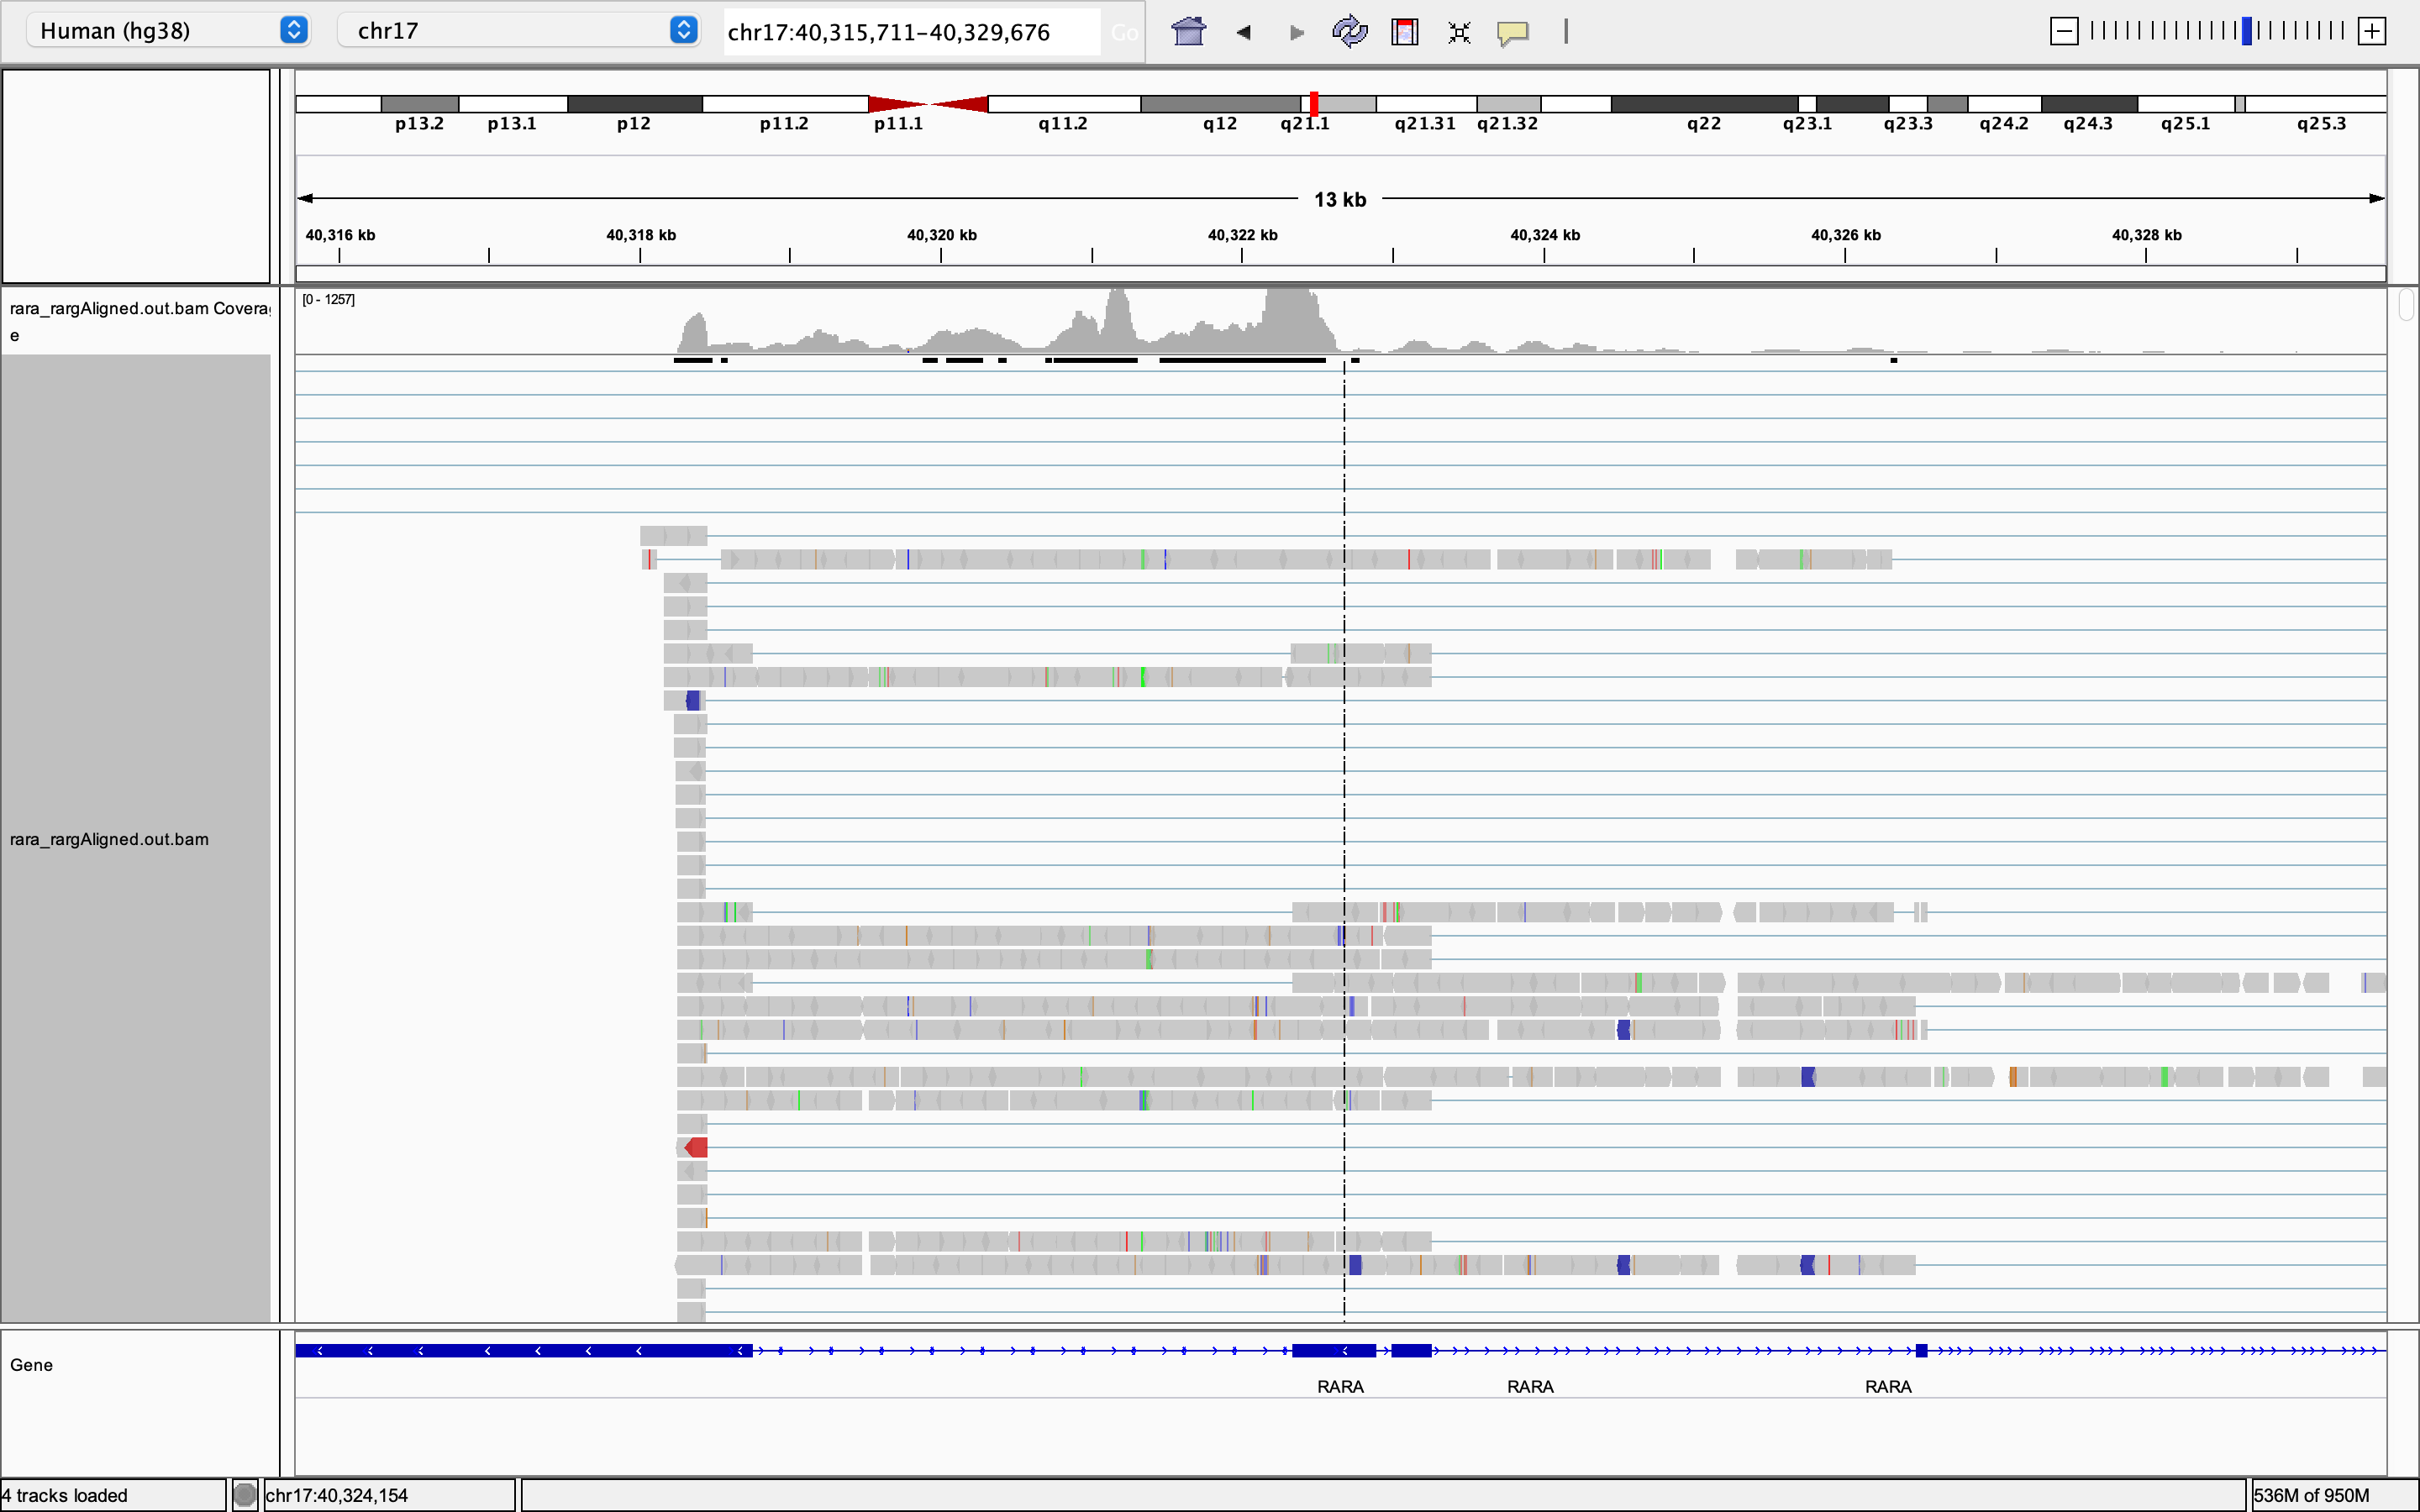 Human (hg38) chr17 chr17:40,315,711-40,329,676 Go
p13.2 p13.1 p12 p11.2 p11.1 q11.2 q12 q21.1 q21.31 q21.32 q22 q23.1 q23.3 q24.2 q24.3 q25.1 q25.3
13 kb
40,316 kb 40,318 kb 40,320 kb 40,322 kb 40,324 kb 40,326 kb 40,328 kb
rara_rargAligned.out.bam Coverag
e
[0 - 1257]
rara_rargAligned.out.bam
Gene
RARA RARA RARA
4 tracks loaded chr17:40,324,154 536M of 950M